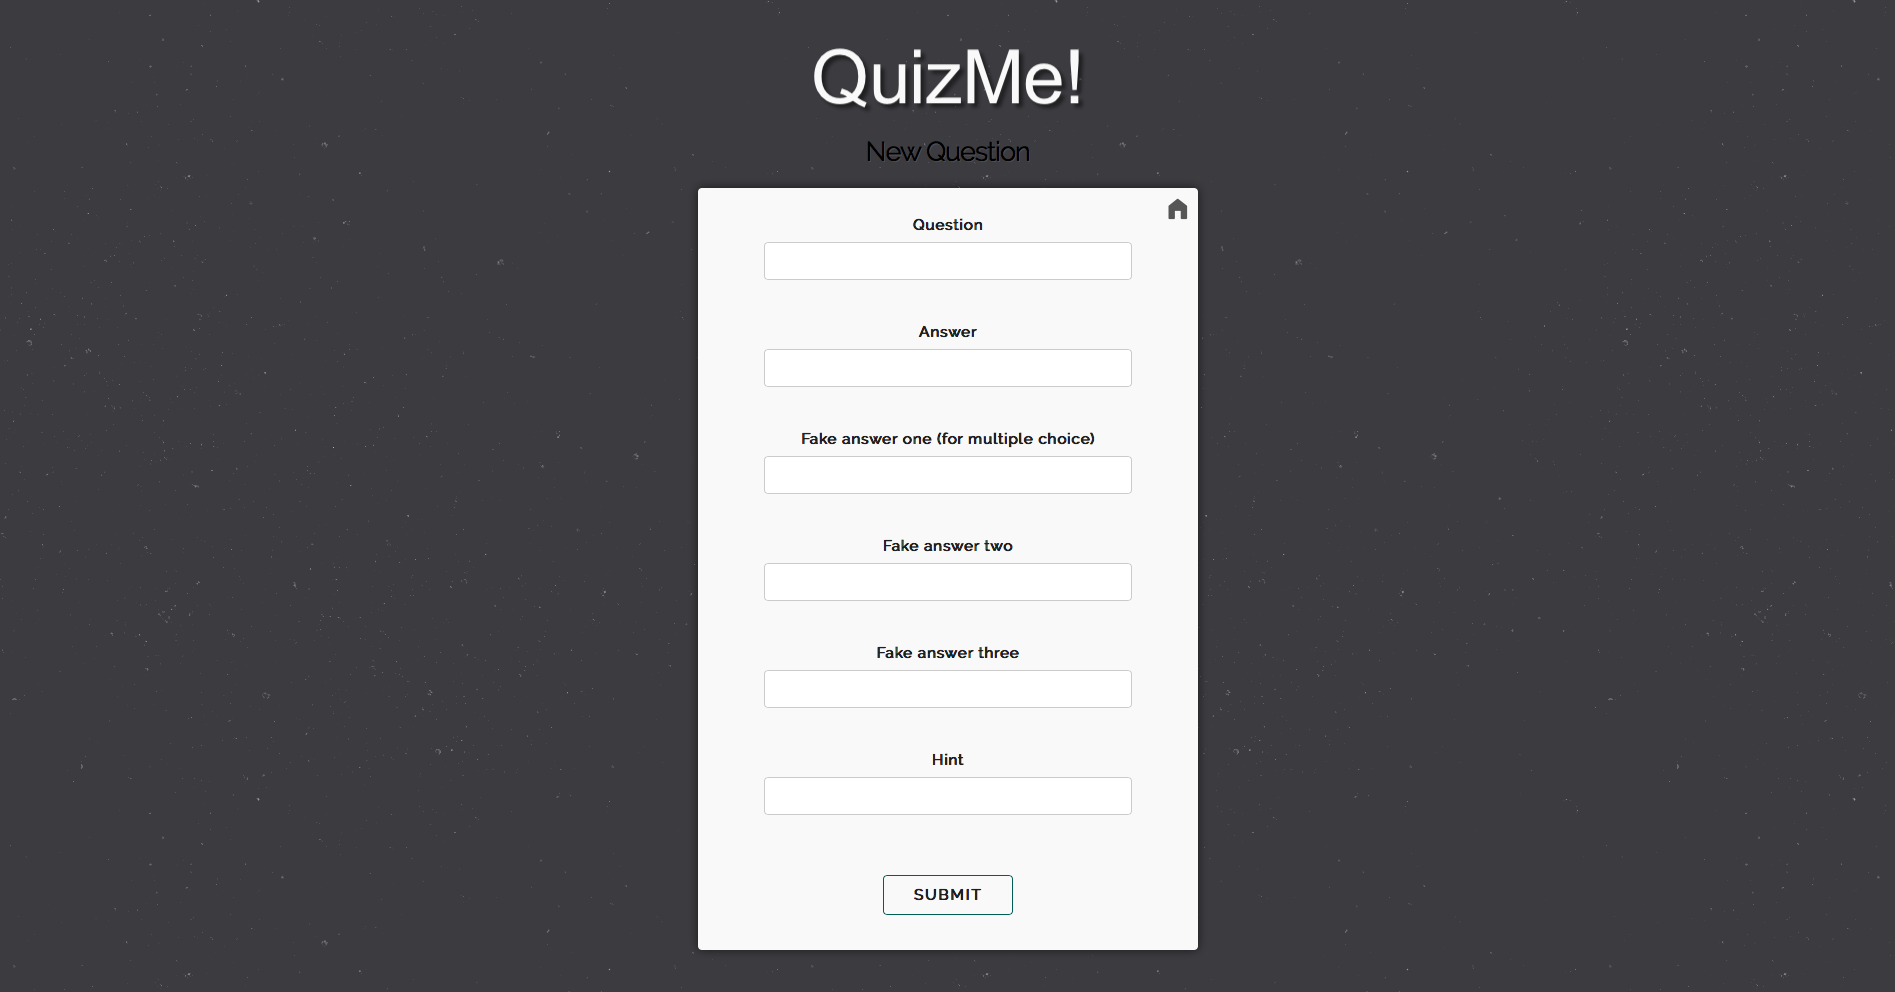 QuizMe!
New Question
Question
Answer
Fake answer one (for multiple choice)
Fake answer two
Fake answer three
Hint
SUBMIT